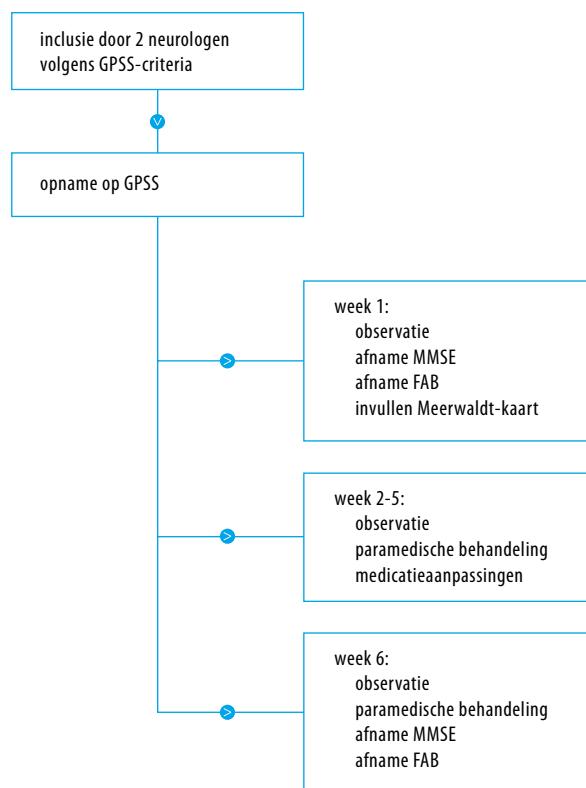 inclusie door 2 neurologen
volgens GPSS-criteria
opname op GPSS
week 1:
observatie
afname MMSE
afname FAB
invullen Meerwaldt-kaart
week 2-5:
observatie
paramedische behandeling
medicatieaanpassingen
week 6:
observatie
paramedische behandeling
afname MMSE
afname FAB